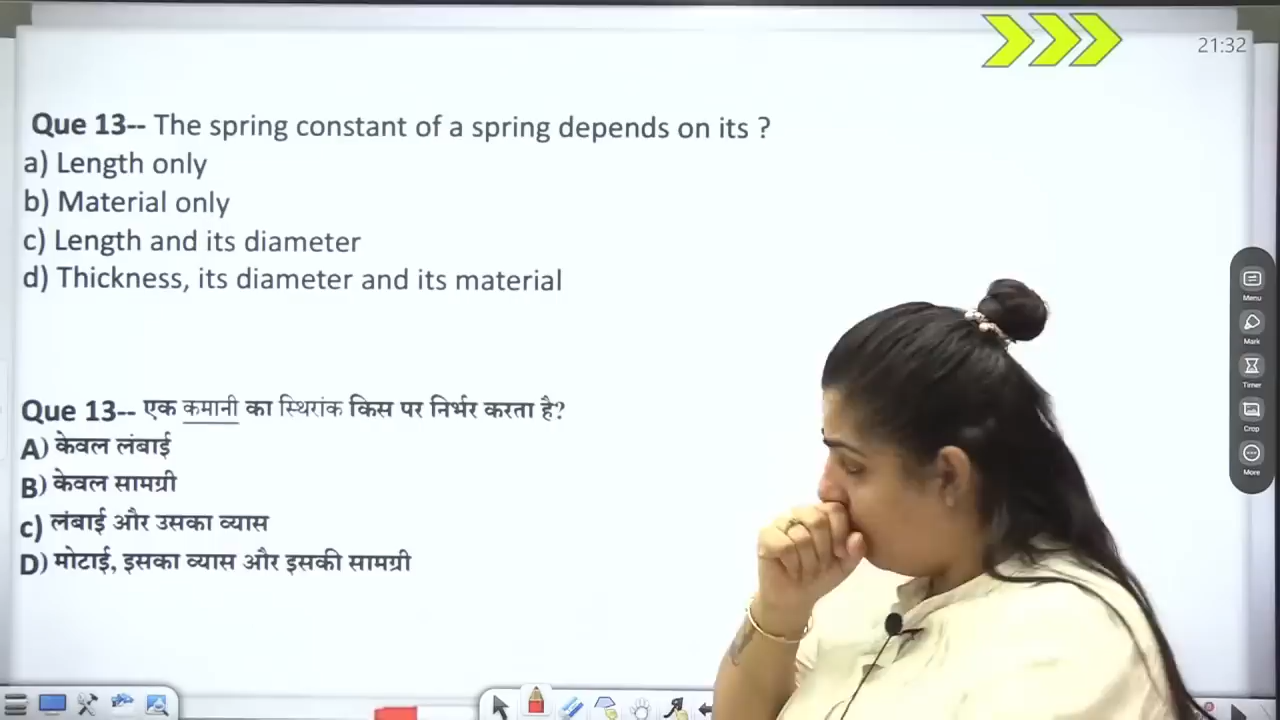 21:32
Que 13-- The spring constant of a spring depends on its ?
a) Length only
b) Material only
c) Length and its diameter
d) Thickness, its diameter and its material
Que 13-- एक कमानी का स्थिरांक किस पर निर्भर करता है?
A) केवल लंबाई
B) केवल सामग्री
c) लंबाई और उसका व्यास
D) मोटाई, इसका व्यास और इसकी सामग्री
Menu
Mark
Timer
Crop
More